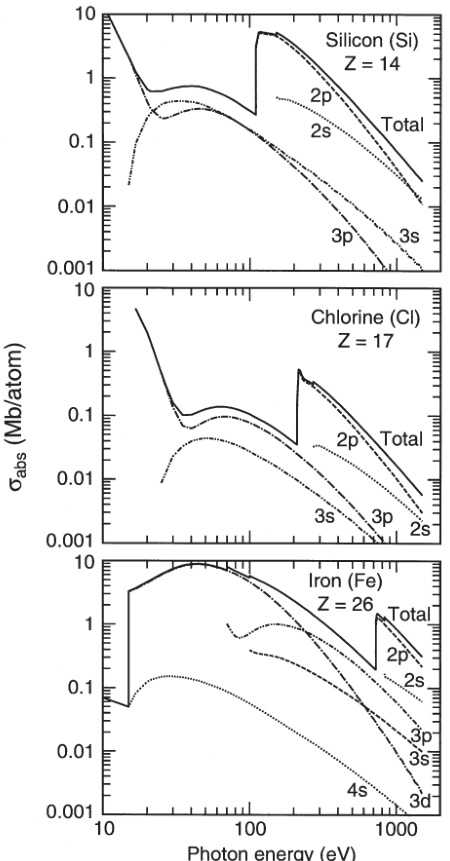 10
Silicon (Si)
Z = 14
1
2p
2s
Total
0.1
0.01
3p
3s
0.001
Chlorine (Cl)
Z = 17
1
2p
Total
0.1
0.01
3s
3p
2s
0.001
σabs (Mb/atom)
10
Iron (Fe)
Z = 26
Total
1
2p
2s
0.1
3p
3s
0.01
4s
3d
0.001
10
100
1000
Photon energy (eV)